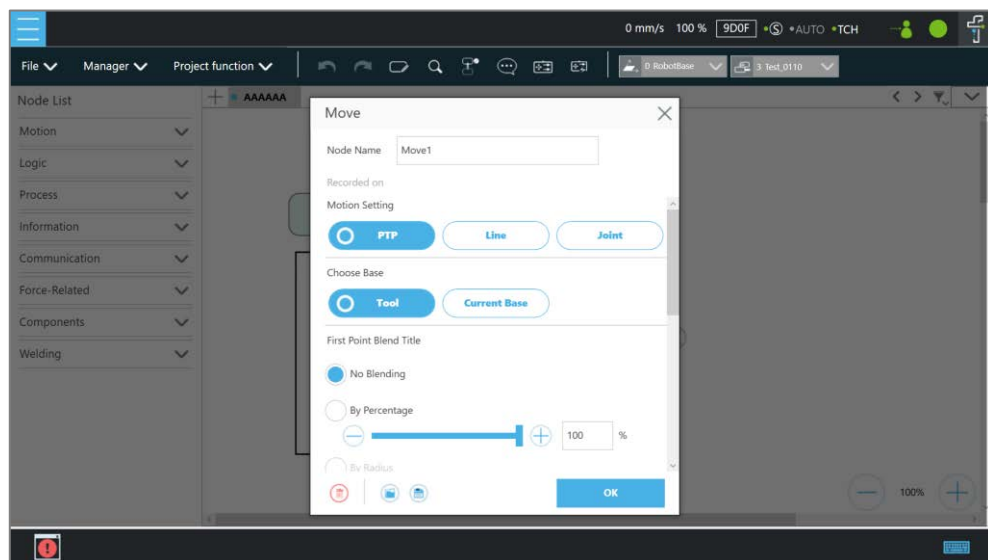 0 mm/s 100 % 9D0F S AUTO TCH
File Manager Project function 0 RobotBase 3 Test_0110
Node List
AAAAAA
Motion
Logic
Process
Information
Communication
Force-Related
Components
Welding
Move
Node Name Move1
Recorded on
Motion Setting
PTP Line Joint
Choose Base
Tool Current Base
First Point Blend Title
No Blending
By Percentage
100 %
By Radius
OK
100%